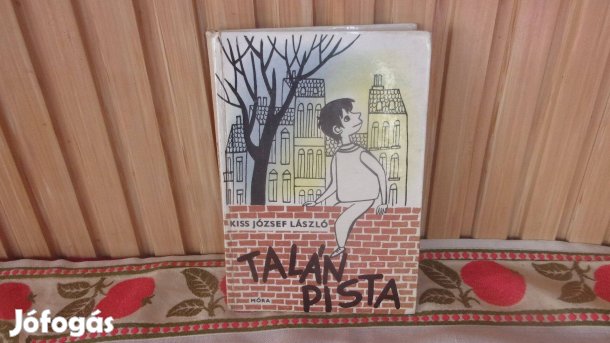 KISS JÓZSEF LÁSZLÓ
TALÁN
PISTA
MÓRA
Jófogás